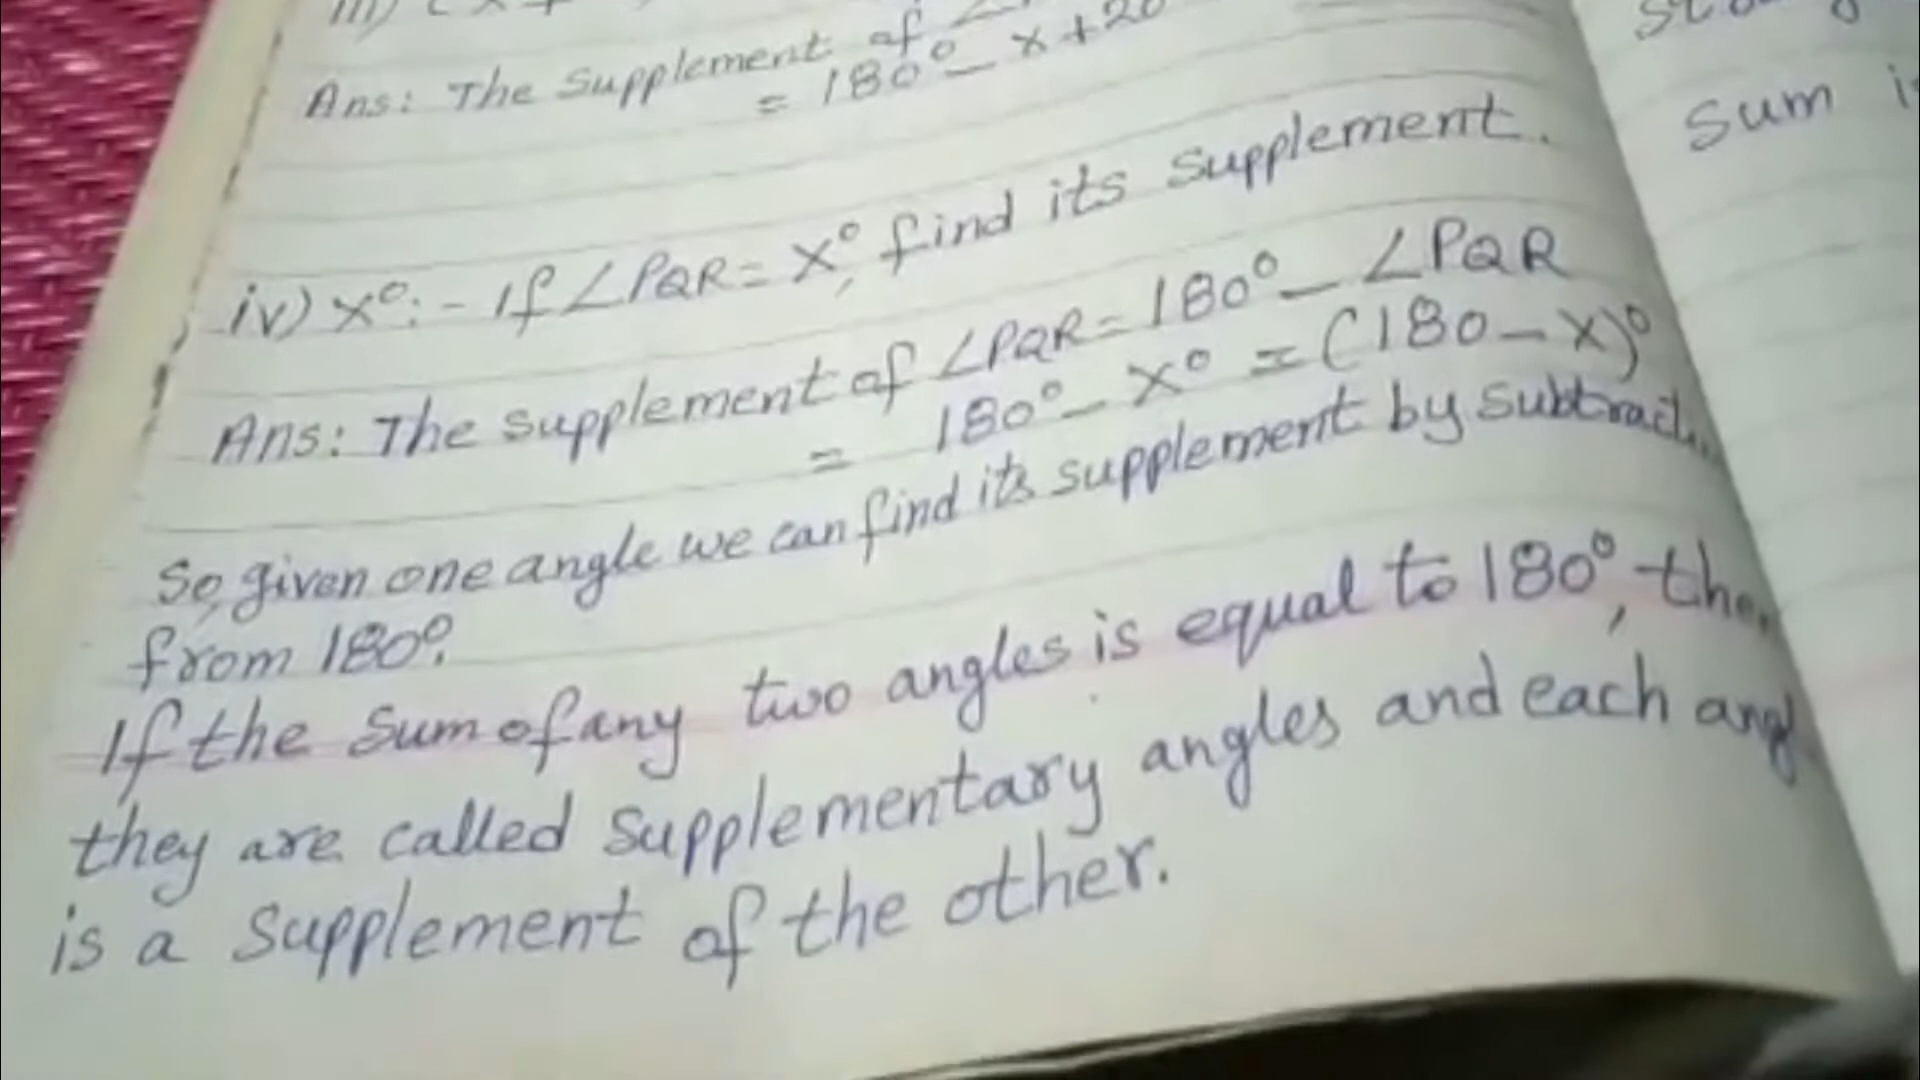 iii)
Ans: The Supplement of
= 180° - x + 20
iv) x°: - If ∠PQR = x°, find its supplement.
Ans: The supplement of ∠PQR = 180° - ∠PQR
= 180° - x° = (180 - x)°
So, given one angle we can find its supplement by
from 180°.
If the Sum of any two angles is equal to 180°,
they are called Supplementary angles and each
is a Supplement of the other.
Sum